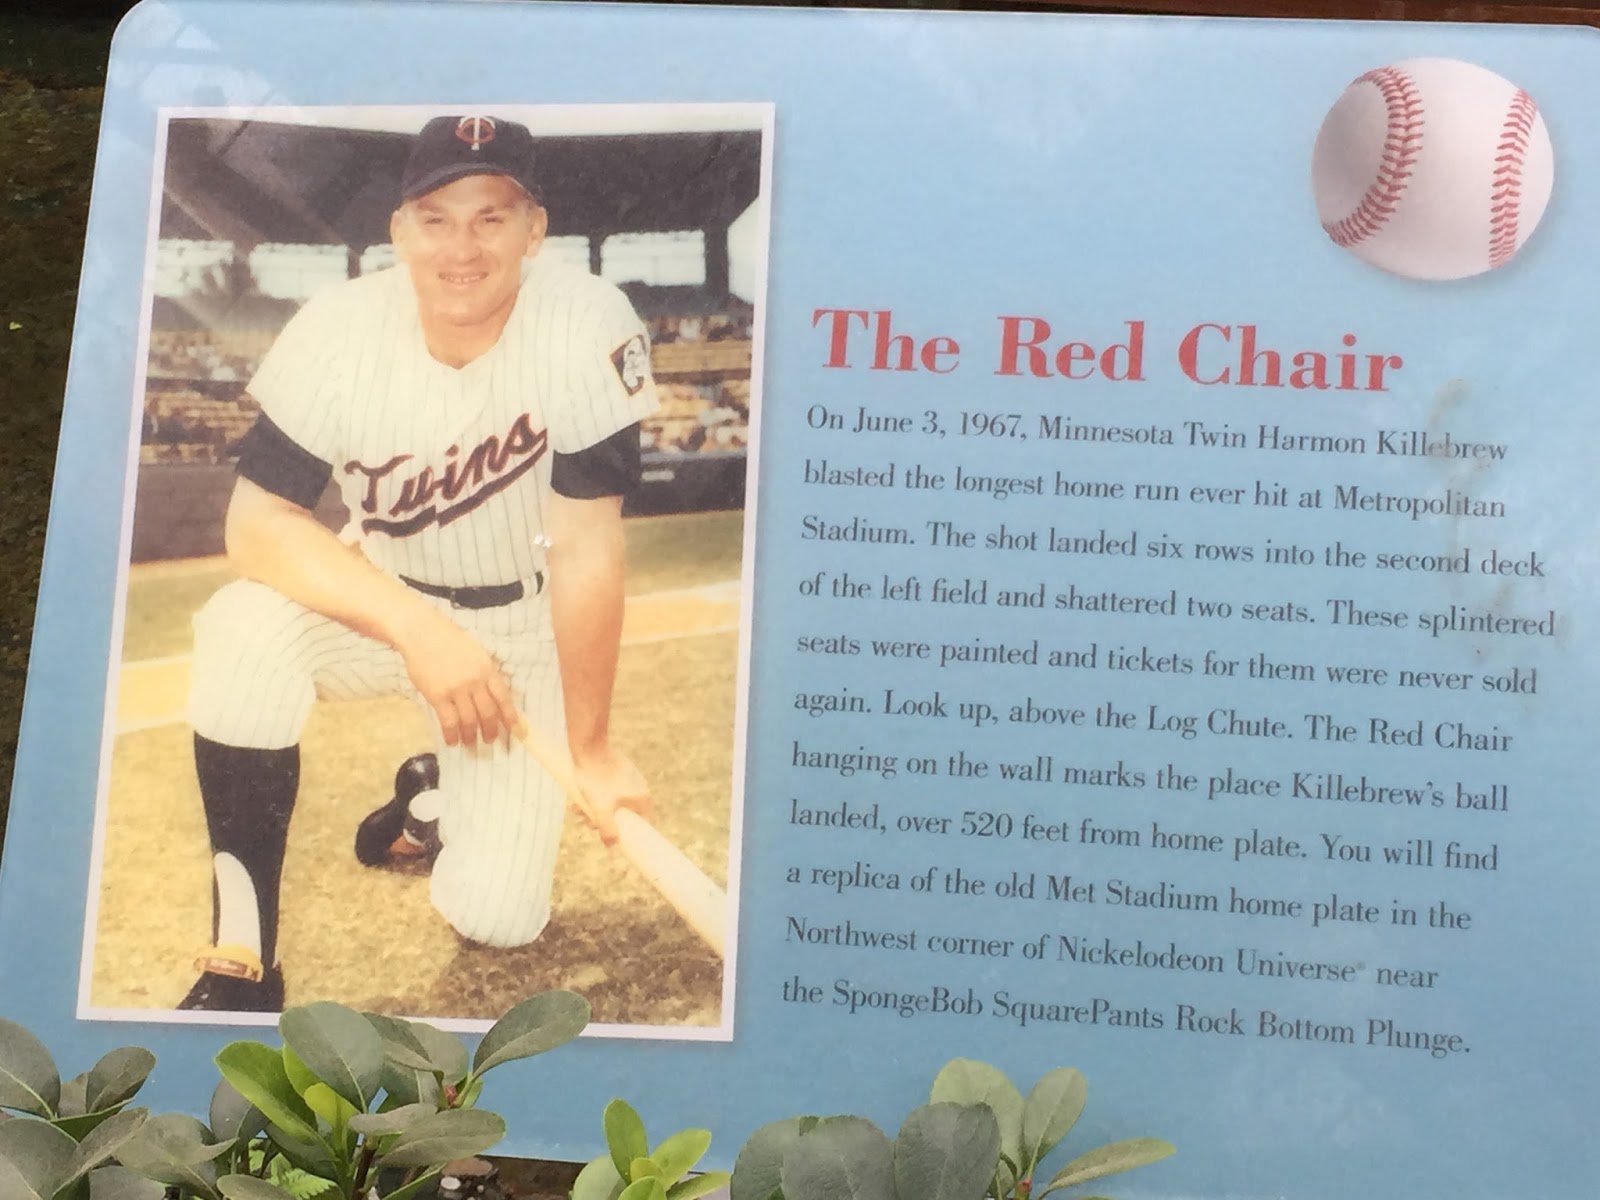 Twins
The Red Chair
On June 3, 1967, Minnesota Twin Harmon Killebrew
blasted the longest home run ever hit at Metropolitan
Stadium. The shot landed six rows into the second deck
of the left field and shattered two seats. These splintered
seats were painted and tickets for them were never sold
again. Look up, above the Log Chute. The Red Chair
hanging on the wall marks the place Killebrew's ball
landed, over 520 feet from home plate. You will find
a replica of the old Met Stadium home plate in the
Northwest corner of Nickelodeon Universe® near
the SpongeBob SquarePants Rock Bottom Plunge.